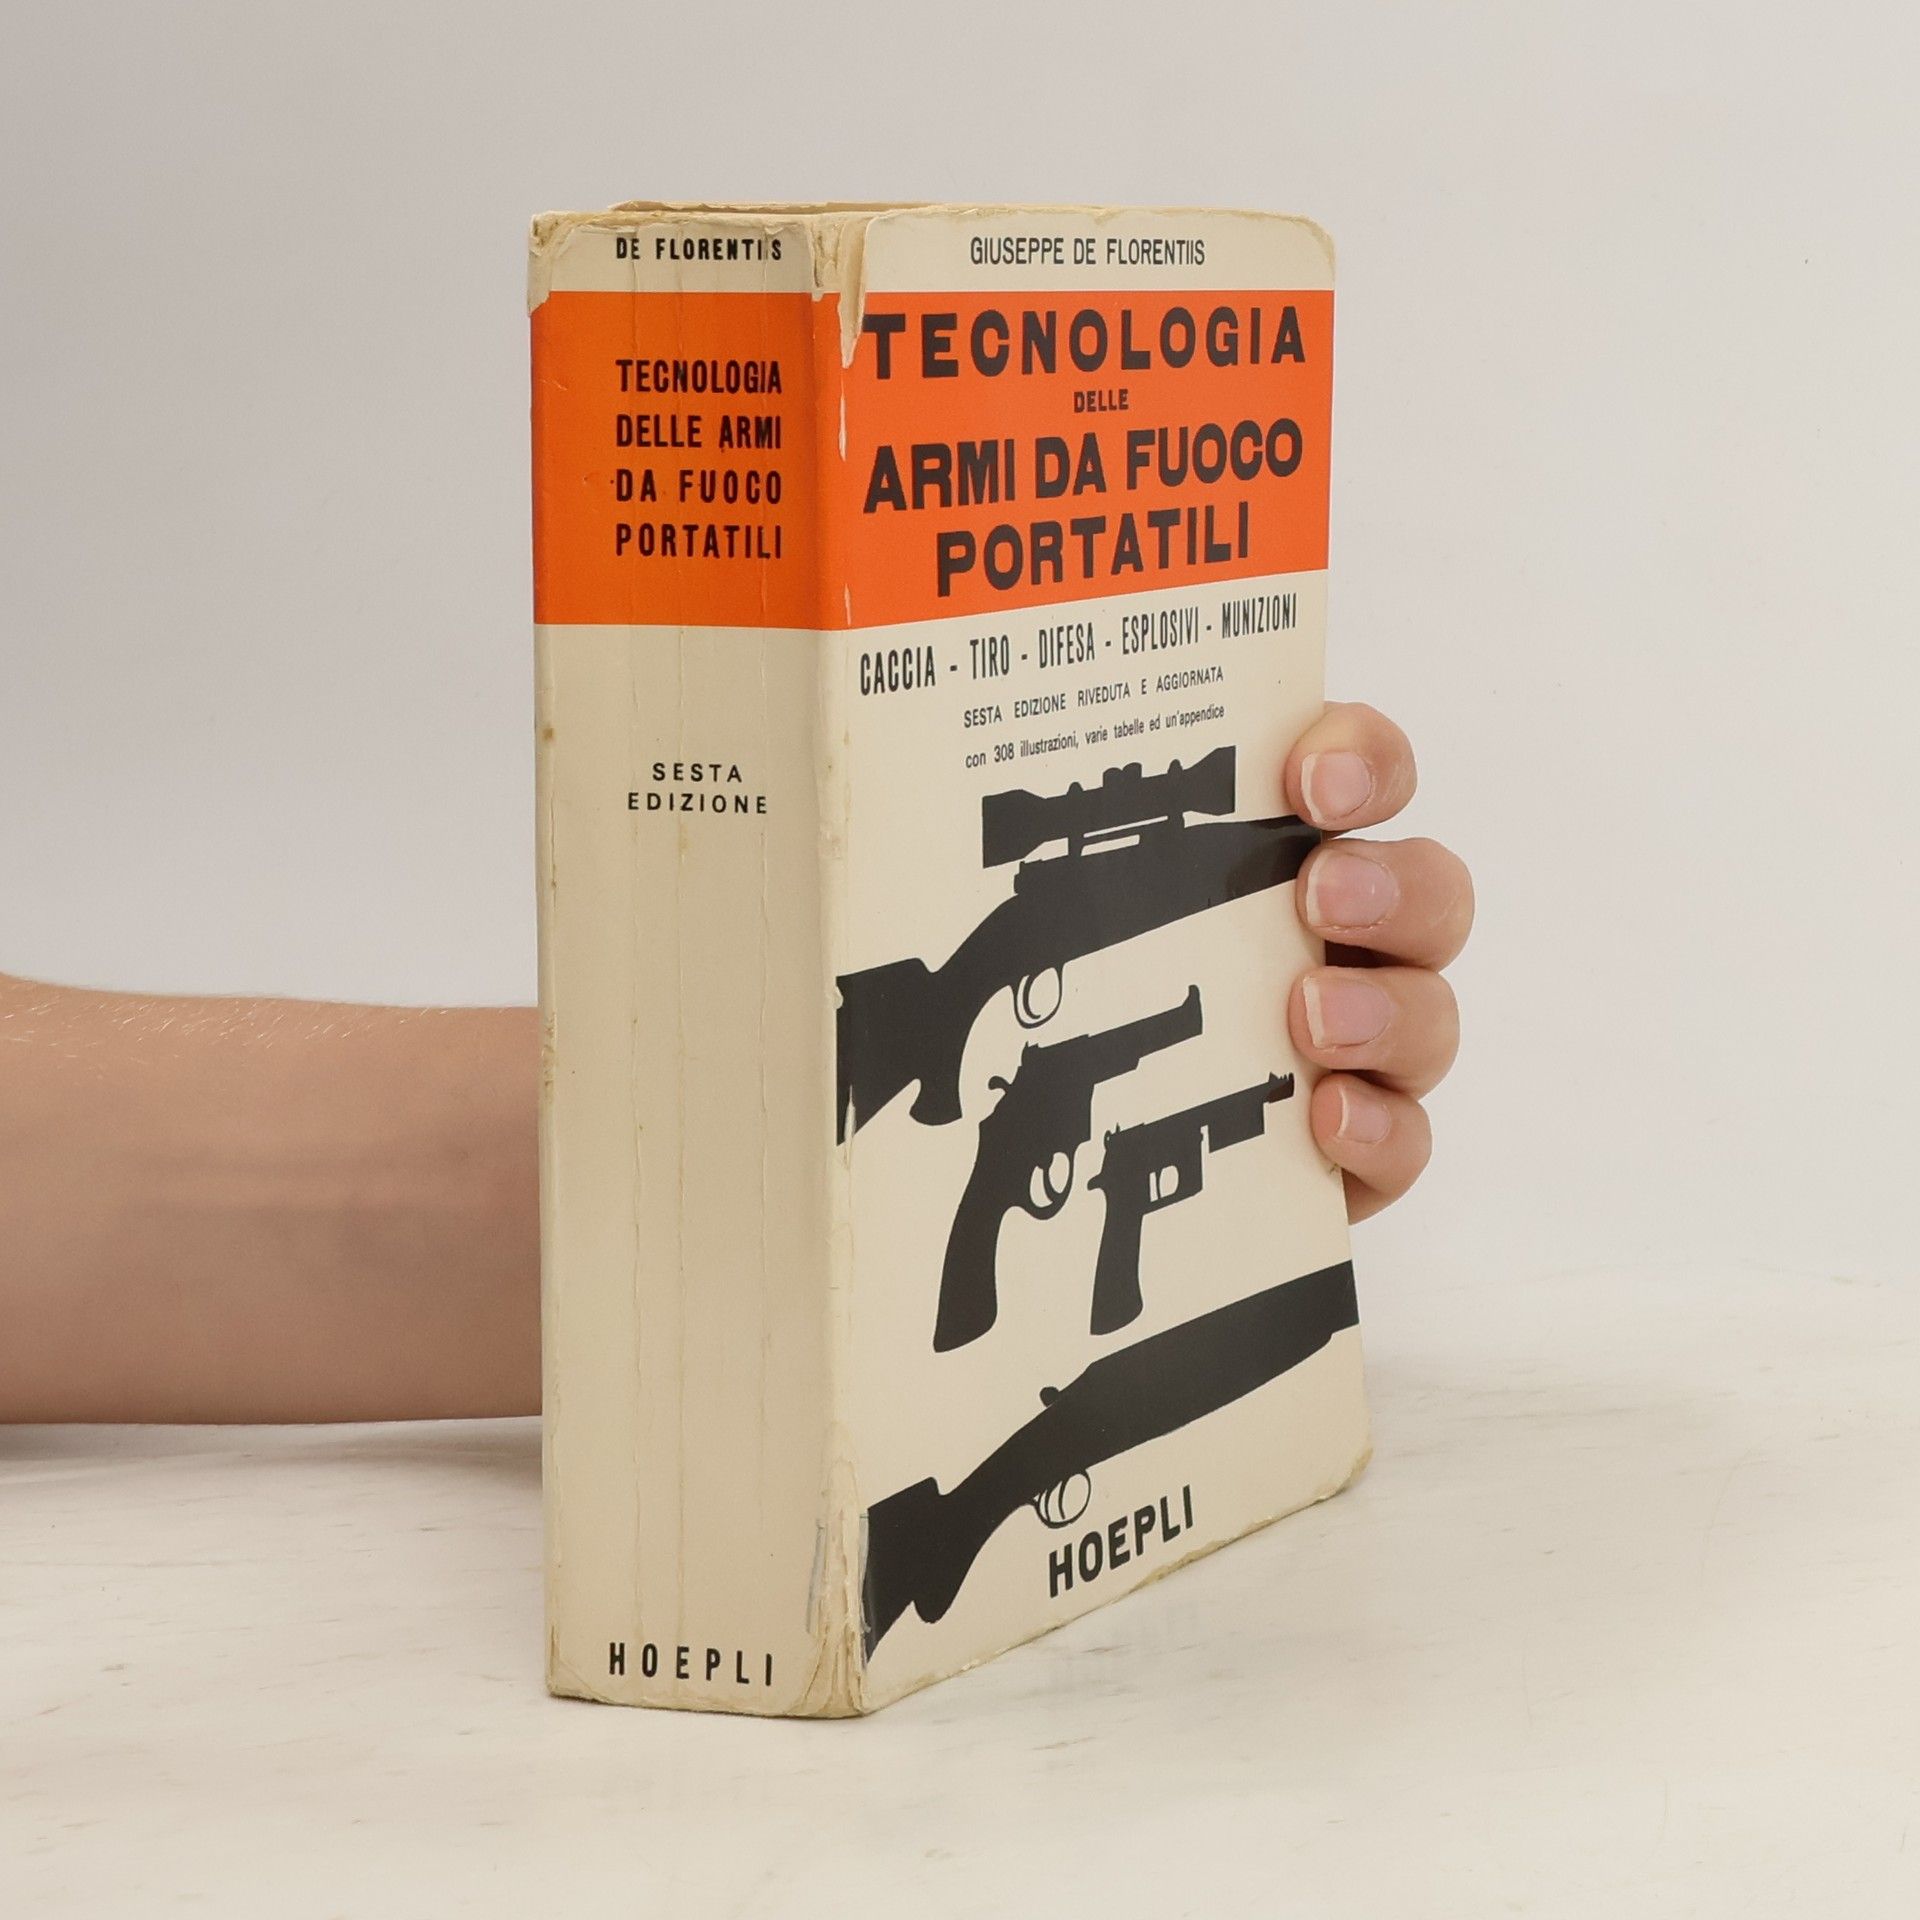 DE FLORENTIIS
TECNOLOGIA
DELLE ARMI
DA FUOCO
PORTATILI
SESTA
EDIZIONE
HOEPLI
GIUSEPPE DE FLORENTIIS
TECNOLOGIA
DELLE
ARMI DA FUOCO
PORTATILI
CACCIA - TIRO - DIFESA - ESPLOSIVI - MUNIZIONI
SESTA EDIZIONE RIVEDUTA E AGGIORNATA
con 308 illustrazioni, varie tabelle ed un'appendice
HOEPLI